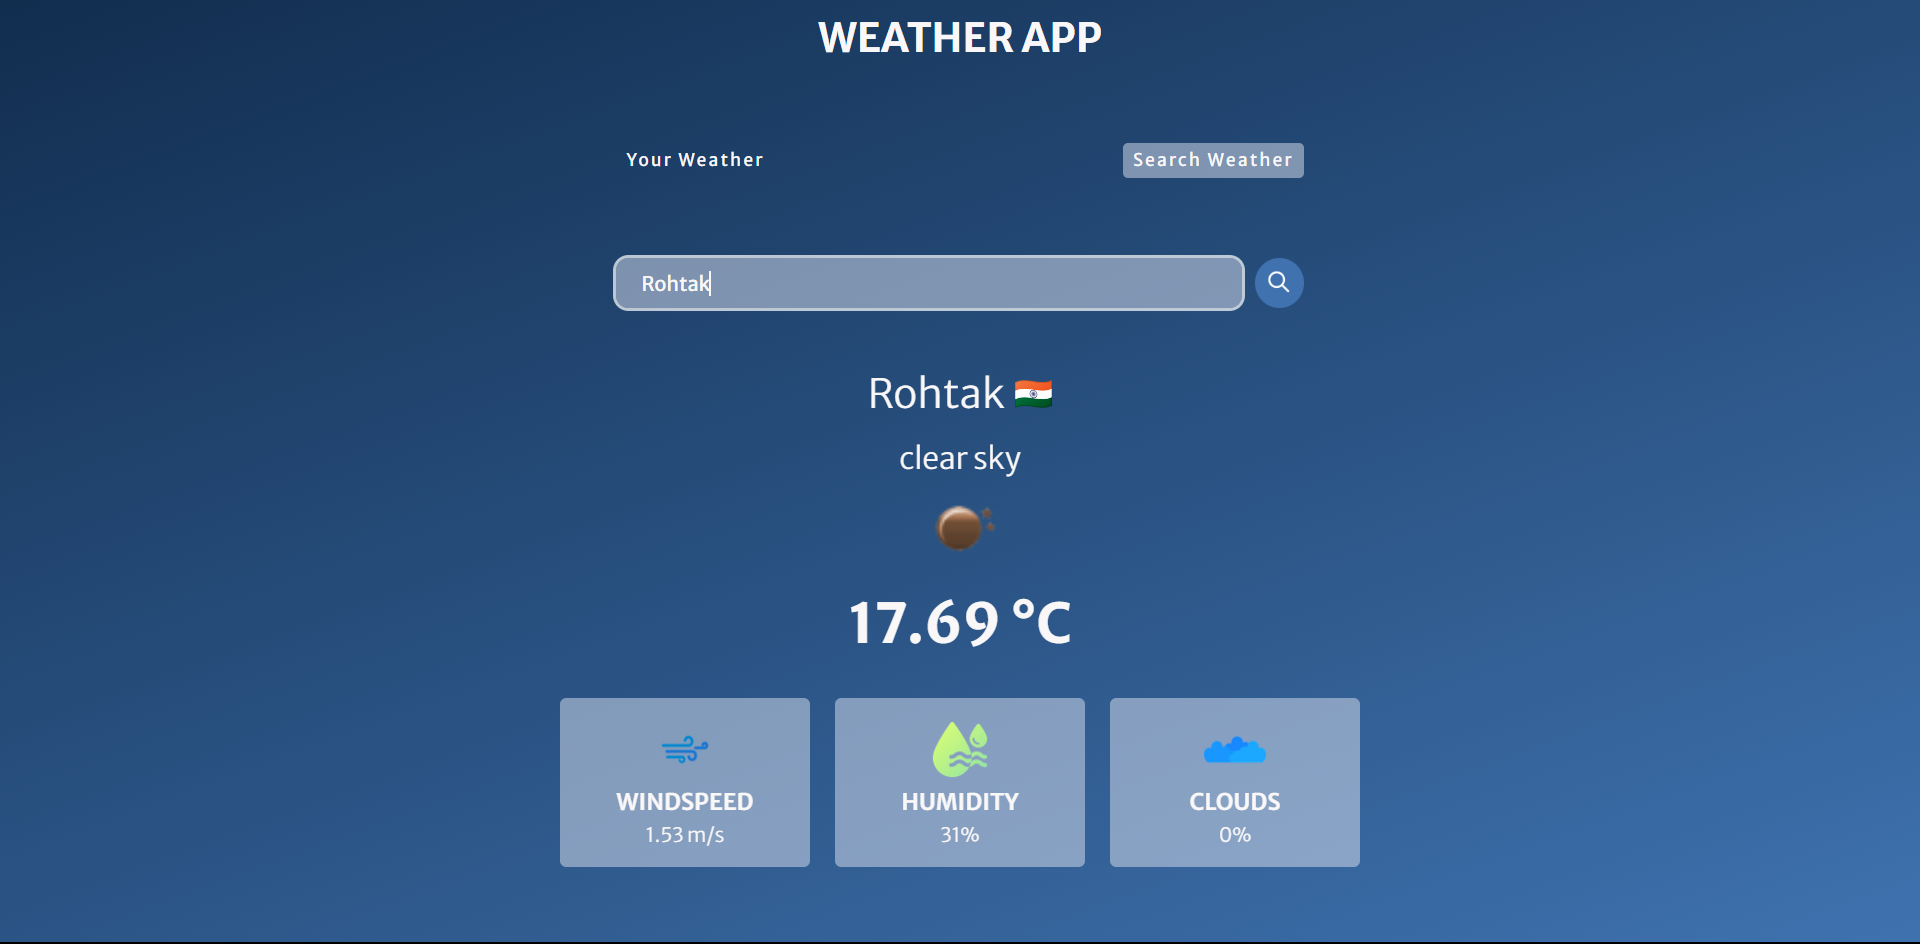 WEATHER APP
Your Weather
Search Weather
Rohtak
Rohtak
clear sky
17.69 °C
WINDSPEED
1.53 m/s
HUMIDITY
31%
CLOUDS
0%